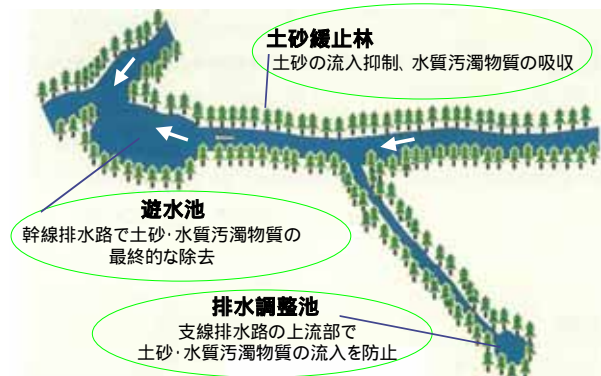 土砂緩止林
土砂の流入抑制、水質汚濁物質の吸収
遊水池
幹線排水路で土砂・水質汚濁物質の
最終的な除去
排水調整池
支線排水路の上流部で
土砂・水質汚濁物質の流入を防止